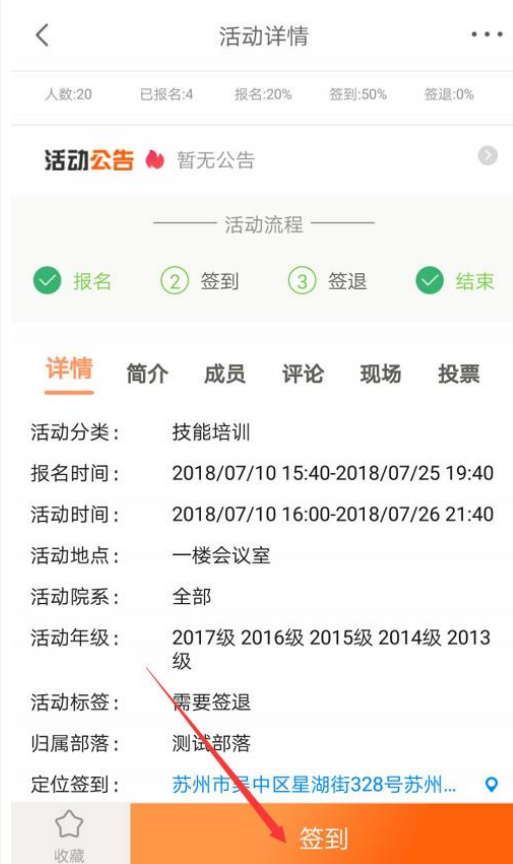 活动详情
人数:20 已报名:4 报名:20% 签到:50% 签退:0%
活动公告 暂无公告
活动流程
报名 2 签到 3 签退 结束
详情 简介 成员 评论 现场 投票
活动分类: 技能培训
报名时间: 2018/07/10 15:40-2018/07/25 19:40
活动时间: 2018/07/10 16:00-2018/07/26 21:40
活动地点: 一楼会议室
活动院系: 全部
活动年级: 2017级 2016级 2015级 2014级 2013
级
活动标签: 需要签退
归属部落: 测试部落
定位签到: 苏州市吴中区星湖街328号苏州...
收藏 签到